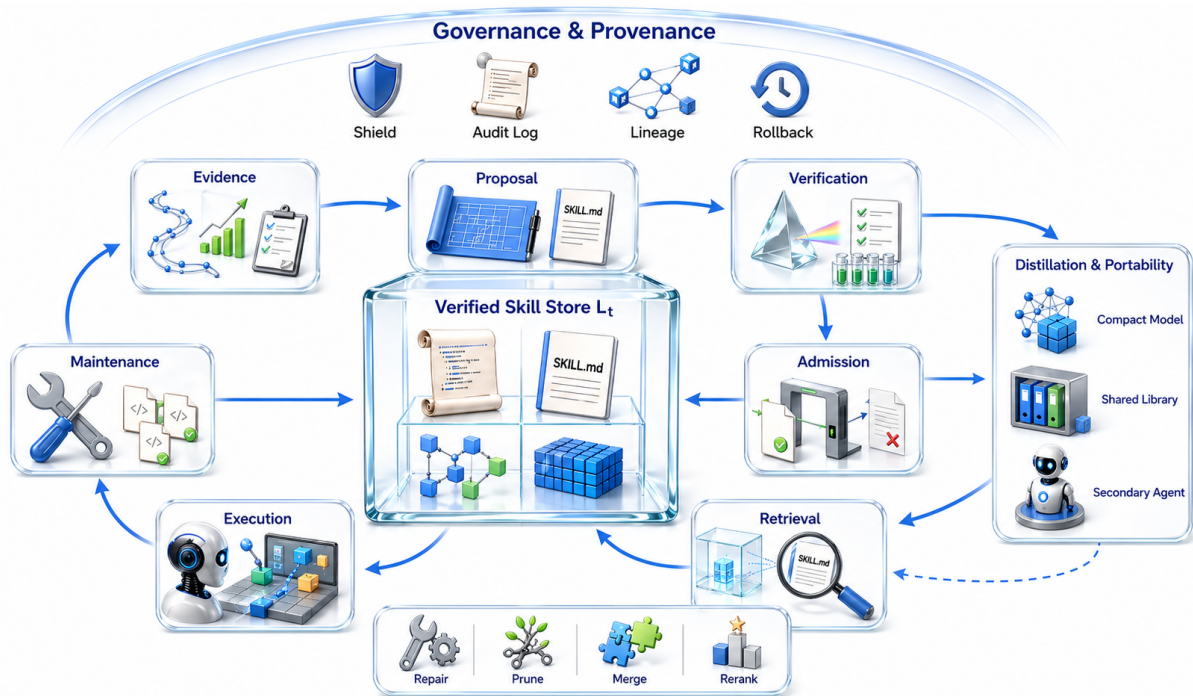 Governance & Provenance
Shield
Audit Log
Lineage
Rollback
Evidence
Proposal
SKILL.md
Verification
Distillation & Portability
Compact Model
Shared Library
Secondary Agent
Verified Skill Store Lt
SKILL.md
Maintenance
</>
</>
</>
Admission
Execution
Retrieval
SKILL.md
Repair
Prune
Merge
Rerank